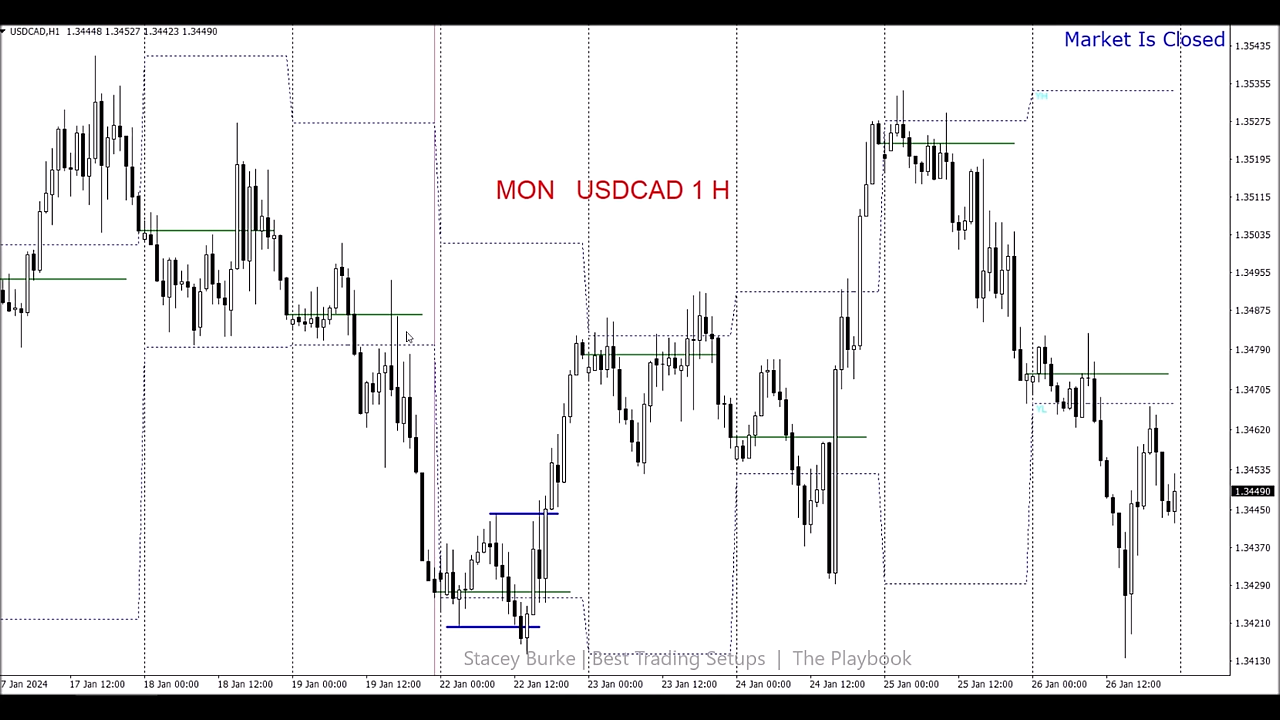 USDCAD,H1 1.34448 1.34527 1.34423 1.34490
Market Is Closed
1.35435
1.35355
YH
1.35275
1.35195
MON USDCAD 1 H
1.35115
1.35035
1.34955
1.34875
1.34790
1.34705
YL
1.34620
1.34535
1.34490
1.34450
1.34370
1.34290
1.34210
Stacey Burke | Best Trading Setups | The Playbook
1.34130
7 Jan 2024 17 Jan 12:00 18 Jan 00:00 18 Jan 12:00 19 Jan 00:00 19 Jan 12:00 22 Jan 00:00 22 Jan 12:00 23 Jan 00:00 23 Jan 12:00 24 Jan 00:00 24 Jan 12:00 25 Jan 00:00 25 Jan 12:00 26 Jan 00:00 26 Jan 12:00